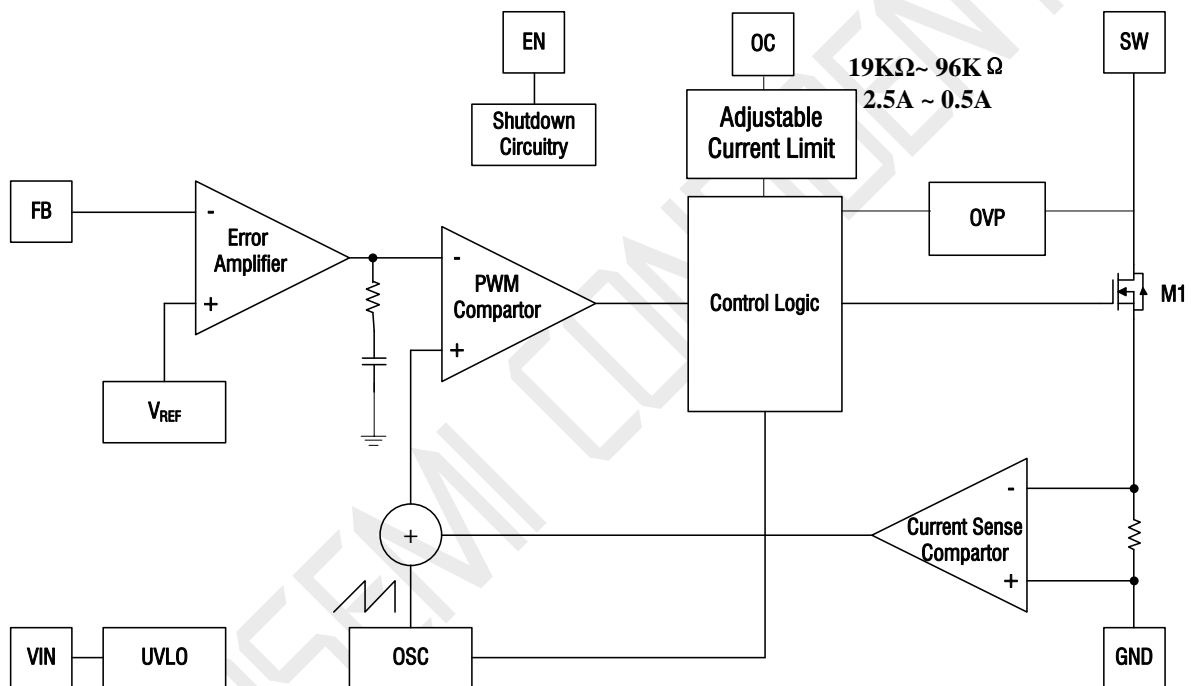 EN
OC
SW
19KΩ~ 96KΩ
2.5A ~ 0.5A
Shutdown
Circuitry
Adjustable
Current Limit
FB
-
Error
Amplifier
+
OVP
-
PWM
Compartor
+
Control Logic
M1
VREF
-
Current Sense
Compartor
+
+
VIN
UVLO
OSC
GND